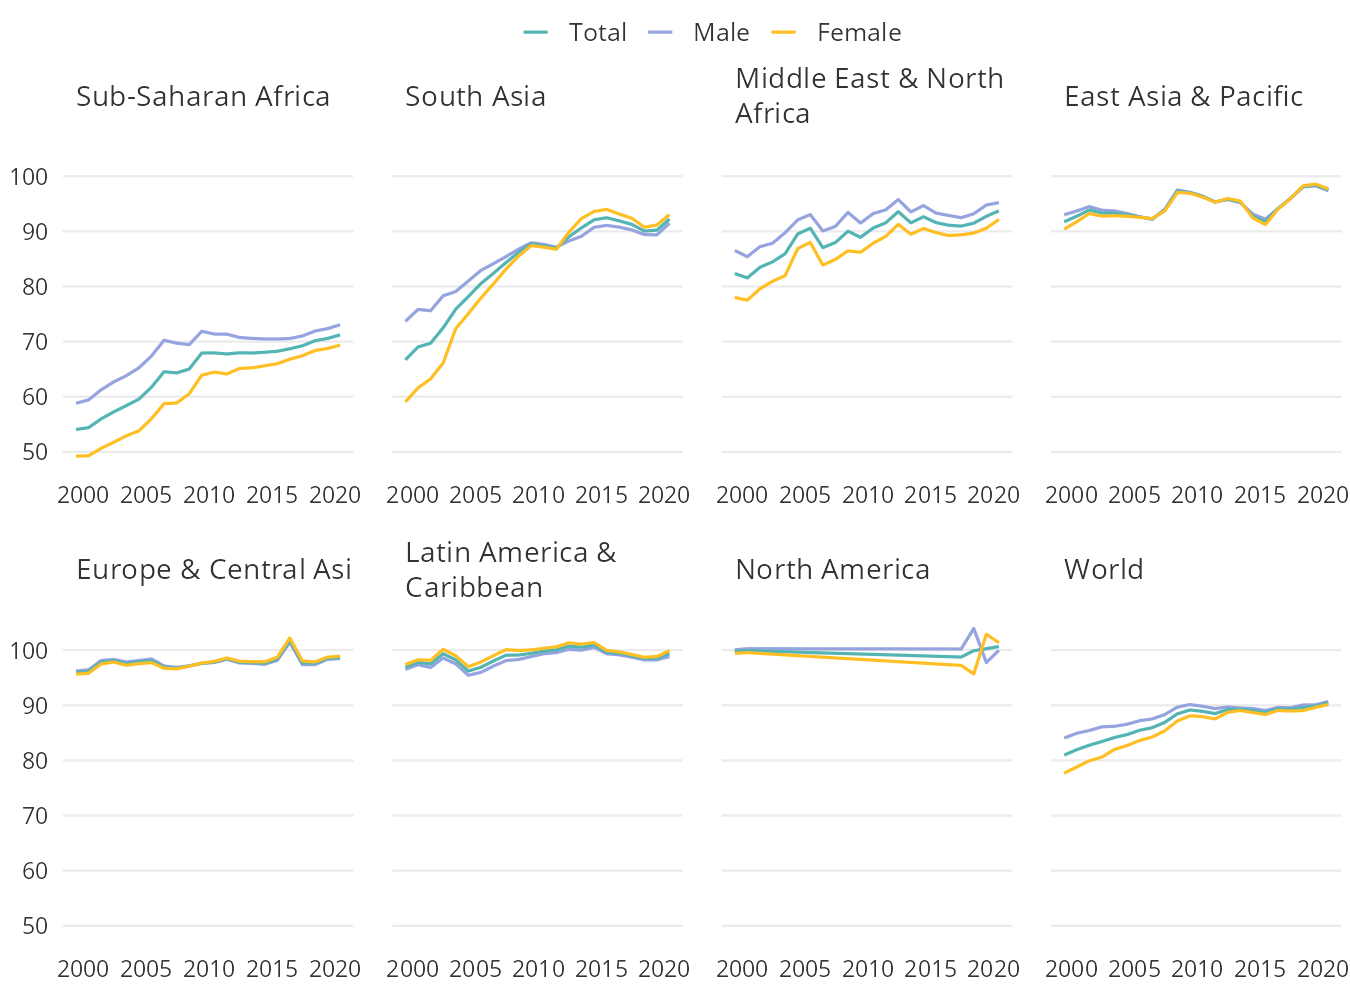 Total Male Female
Sub-Saharan Africa
South Asia
Middle East & North
Africa
East Asia & Pacific
100
90
80
70
60
50
2000 2005 2010 2015 2020
2000 2005 2010 2015 2020
2000 2005 2010 2015 2020
2000 2005 2010 2015 2020
Europe & Central Asi
Latin America &
Caribbean
North America
World
100
90
80
70
60
50
2000 2005 2010 2015 2020
2000 2005 2010 2015 2020
2000 2005 2010 2015 2020
2000 2005 2010 2015 2020